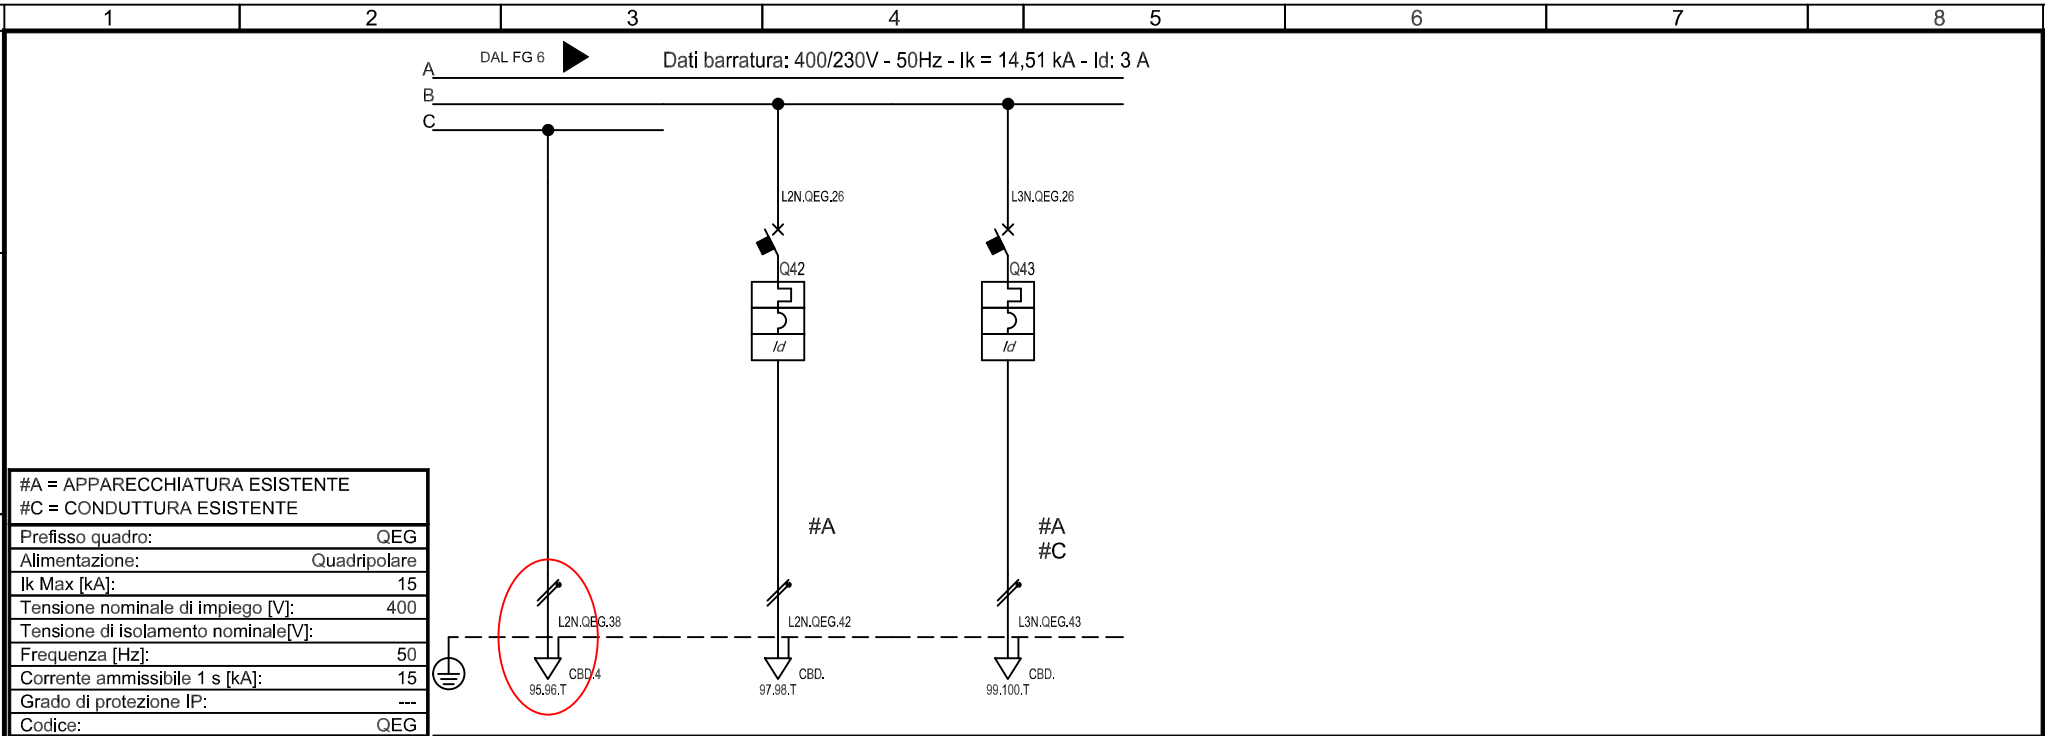 1 2 3 4 5 6 7 8
DAL FG 6 Dati barratura: 400/230V - 50Hz - Ik = 14,51 kA - Id: 3 A
A
B
C
L2N.QEG.26 L3N.QEG.26
Q42 Q43
Id Id
#A = APPARECCHIATURA ESISTENTE
#C = CONDUTTURA ESISTENTE
#A #A
#C
Prefisso quadro: QEG
Alimentazione: Quadripolare
Ik Max [kA]: 15
Tensione nominale di impiego [V]: 400
Tensione di isolamento nominale[V]:
Frequenza [Hz]: 50
Corrente ammissibile 1 s [kA]: 15
Grado di protezione IP: ---
Codice: QEG
L2N.QEG.38 L2N.QEG.42 L3N.QEG.43
CBD.4 CBD. CBD.
95.96.T 97.98.T 99.100.T